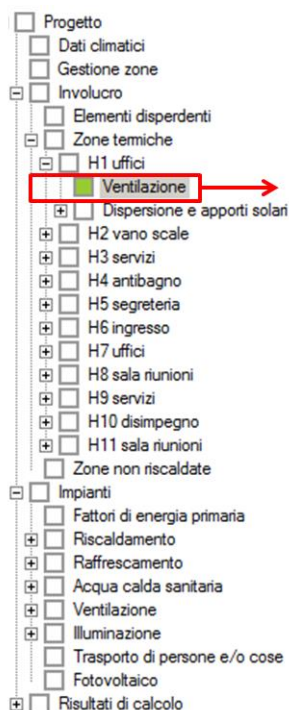 Progetto
Dati climatici
Gestione zone
Involucro
Elementi disperdenti
Zone termiche
H1 uffici
Ventilazione
Dispersione e apporti solari
H2 vano scale
H3 servizi
H4 antibagno
H5 segreteria
H6 ingresso
H7 uffici
H8 sala riunioni
H9 servizi
H10 disimpegno
H11 sala riunioni
Zone non riscaldate
Impianti
Fattori di energia primaria
Riscaldamento
Raffrescamento
Acqua calda sanitaria
Ventilazione
Illuminazione
Trasporto di persone e/o cose
Fotovoltaico
Risultati di calcolo